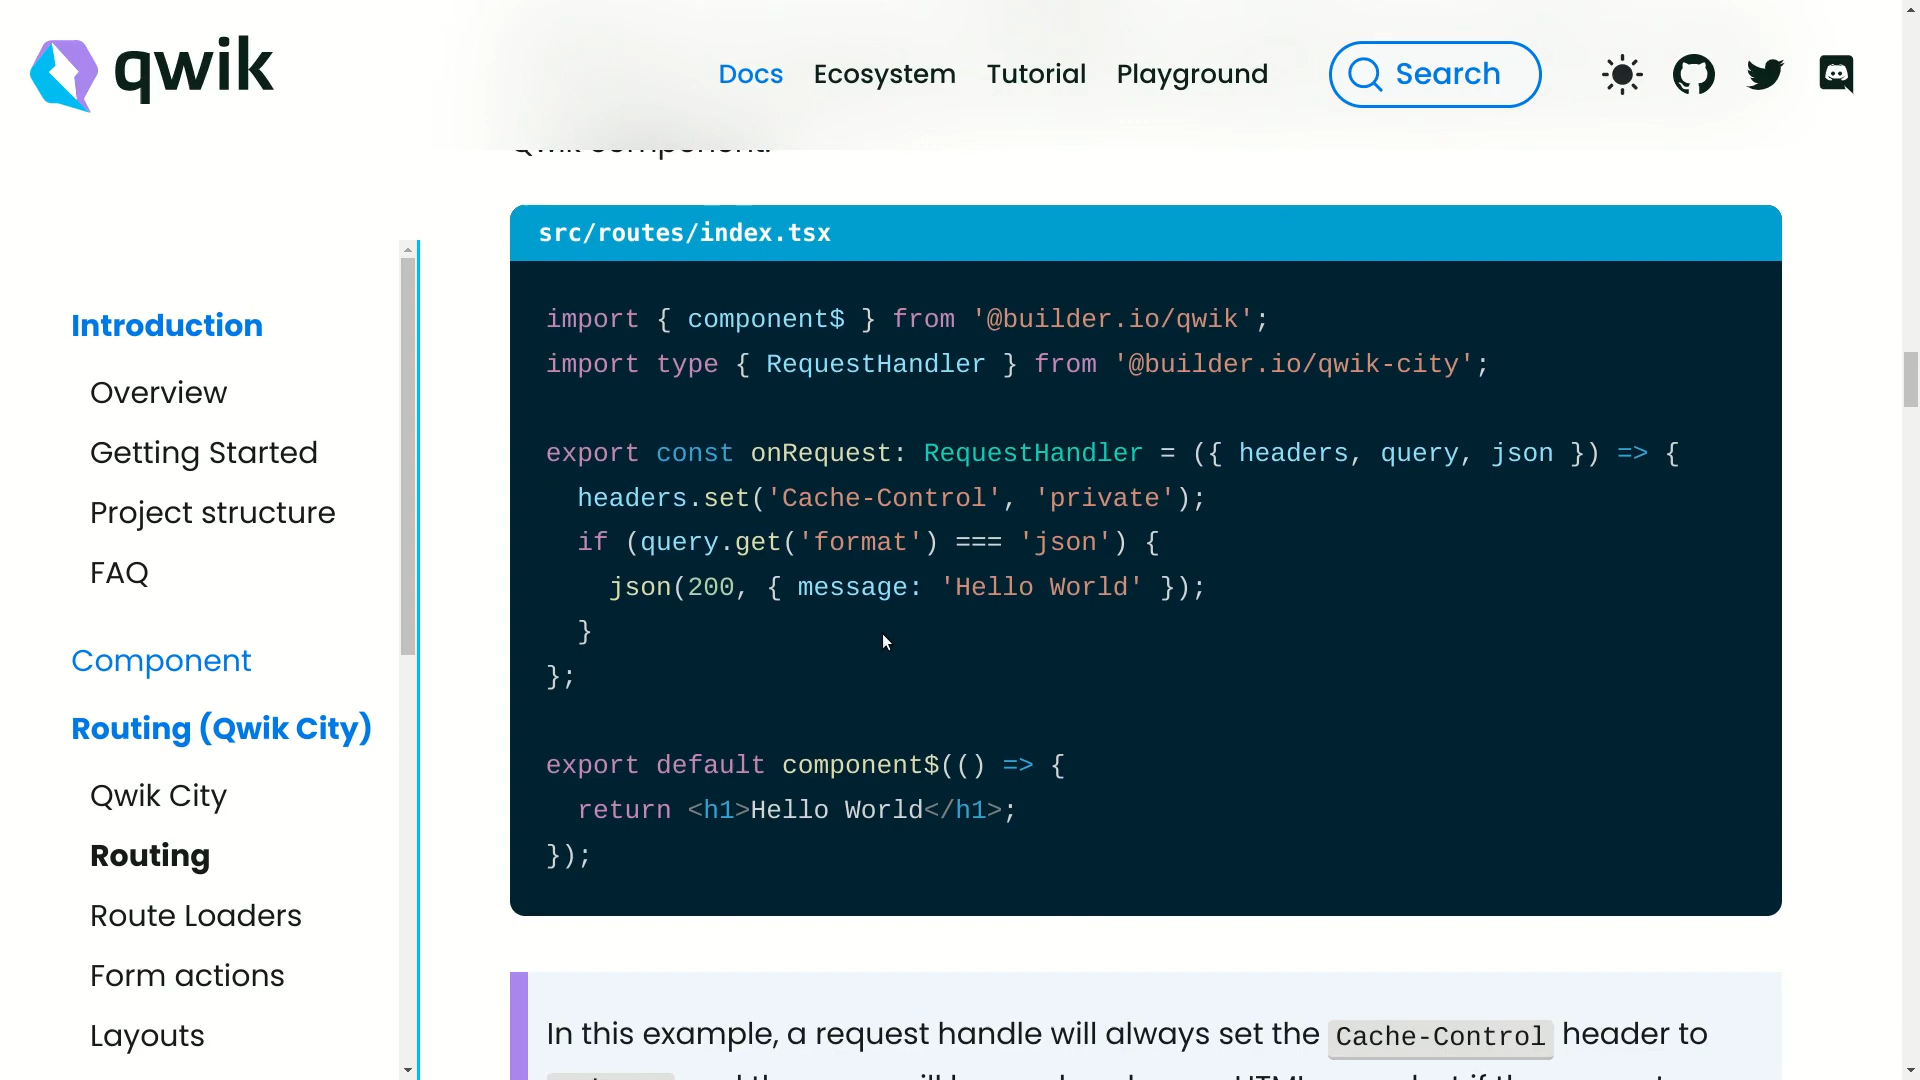 qwik
Docs Ecosystem Tutorial Playground Search
Qwik component.
Introduction
Overview
Getting Started
Project structure
FAQ
Component
Routing (Qwik City)
Qwik City
Routing
Route Loaders
Form actions
Layouts
src/routes/index.tsx
import { component$ } from '@builder.io/qwik';
import type { RequestHandler } from '@builder.io/qwik-city';
export const onRequest: RequestHandler = ({ headers, query, json }) => {
  headers.set('Cache-Control', 'private');
  if (query.get('format') === 'json') {
    json(200, { message: 'Hello World' });
  }
};
export default component$(() => {
  return <h1>Hello World</h1>;
});
In this example, a request handle will always set the Cache-Control header to